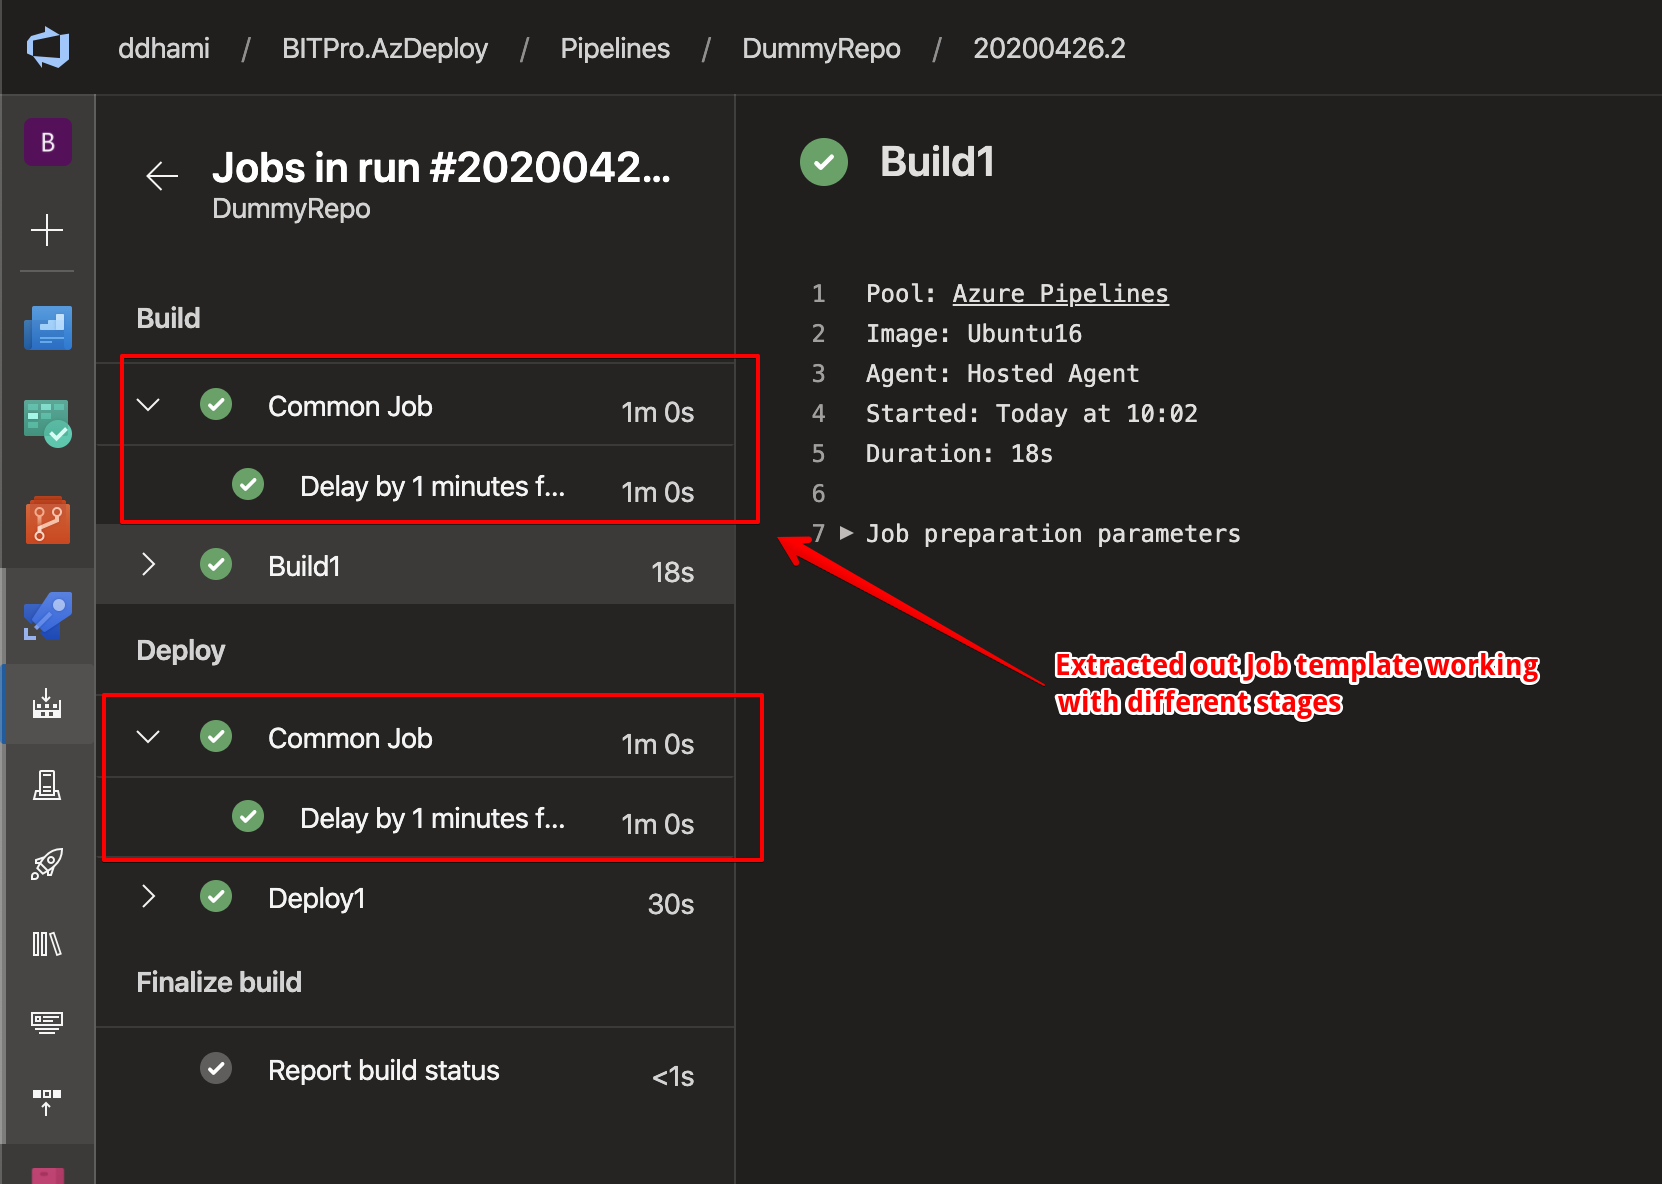 ddhami / BITPro.AzDeploy / Pipelines / DummyRepo / 20200426.2
B
Jobs in run #2020042...
DummyRepo
Build
Common Job 1m 0s
Delay by 1 minutes f... 1m 0s
Build1 18s
Deploy
Common Job 1m 0s
Delay by 1 minutes f... 1m 0s
Deploy1 30s
Finalize build
Report build status <1s
Build1
1 Pool: Azure Pipelines
2 Image: Ubuntu16
3 Agent: Hosted Agent
4 Started: Today at 10:02
5 Duration: 18s
6
7 Job preparation parameters
Extracted out Job template working
with different stages